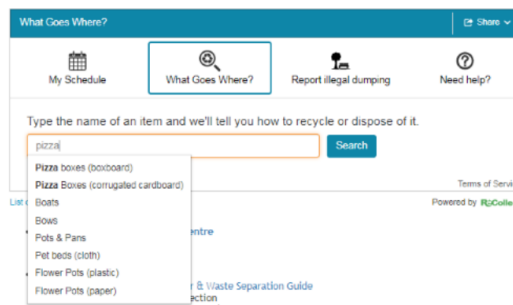 What Goes Where?
Share
My Schedule
What Goes Where?
Report illegal dumping
Need help?
Type the name of an item and we'll tell you how to recycle or dispose of it.
pizza
Search
Pizza boxes (boxboard)
Pizza Boxes (corrugated cardboard)
Boats
Bows
Pots & Pans
Pet beds (cloth)
Flower Pots (plastic)
Flower Pots (paper)
Terms of Servi
List
Powered by ReColle
entre
r & Waste Separation Guide
ection